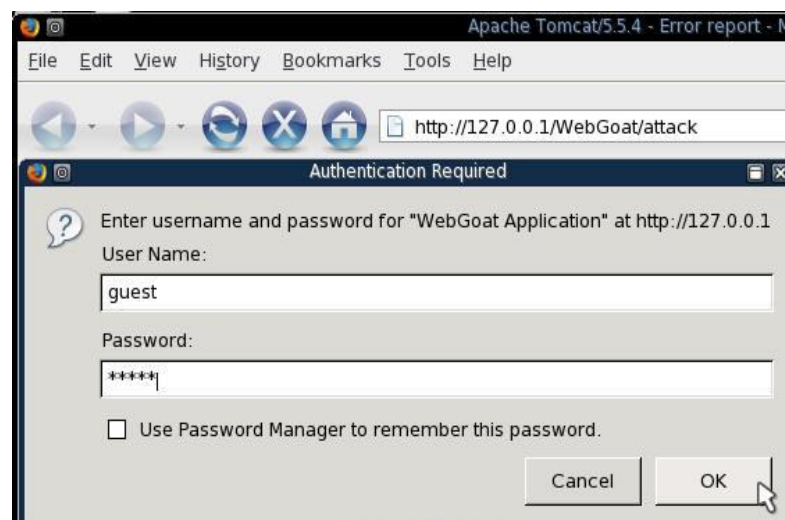 Apache Tomcat/5.5.4 - Error report -
File Edit View History Bookmarks Tools Help
http://127.0.0.1/WebGoat/attack
Authentication Required
Enter username and password for "WebGoat Application" at http://127.0.0.1
User Name:
guest
Password:
*****
Use Password Manager to remember this password.
Cancel OK